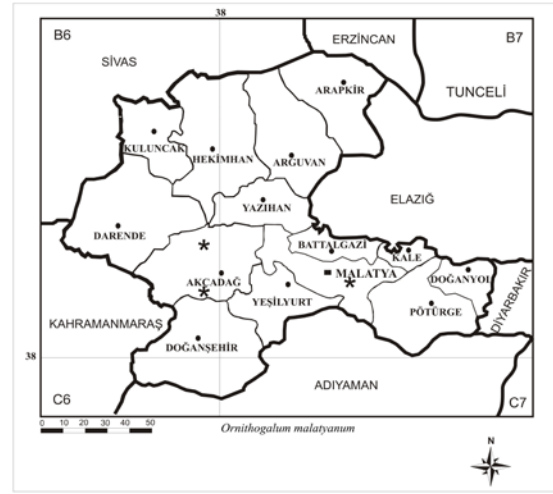 38
B6
B7
ERZİNCAN
SİVAS
ARAPKİR
TUNCELİ
KULUNCAK
HEKİMHAN
ARGUVAN
ELAZIĞ
YAZIHAN
DARENDE
BATTALGAZİ
KALE
AKÇADAĞ
MALATYA
DOĞANYOL
YEŞİLYURT
PÖTÜRGE
DİYARBAKIR
KAHRAMANMARAŞ
DOĞANŞEHİR
38
ADIYAMAN
C6
C7
0 10 20 30 40 50
Ornithogalum malatyanum
N